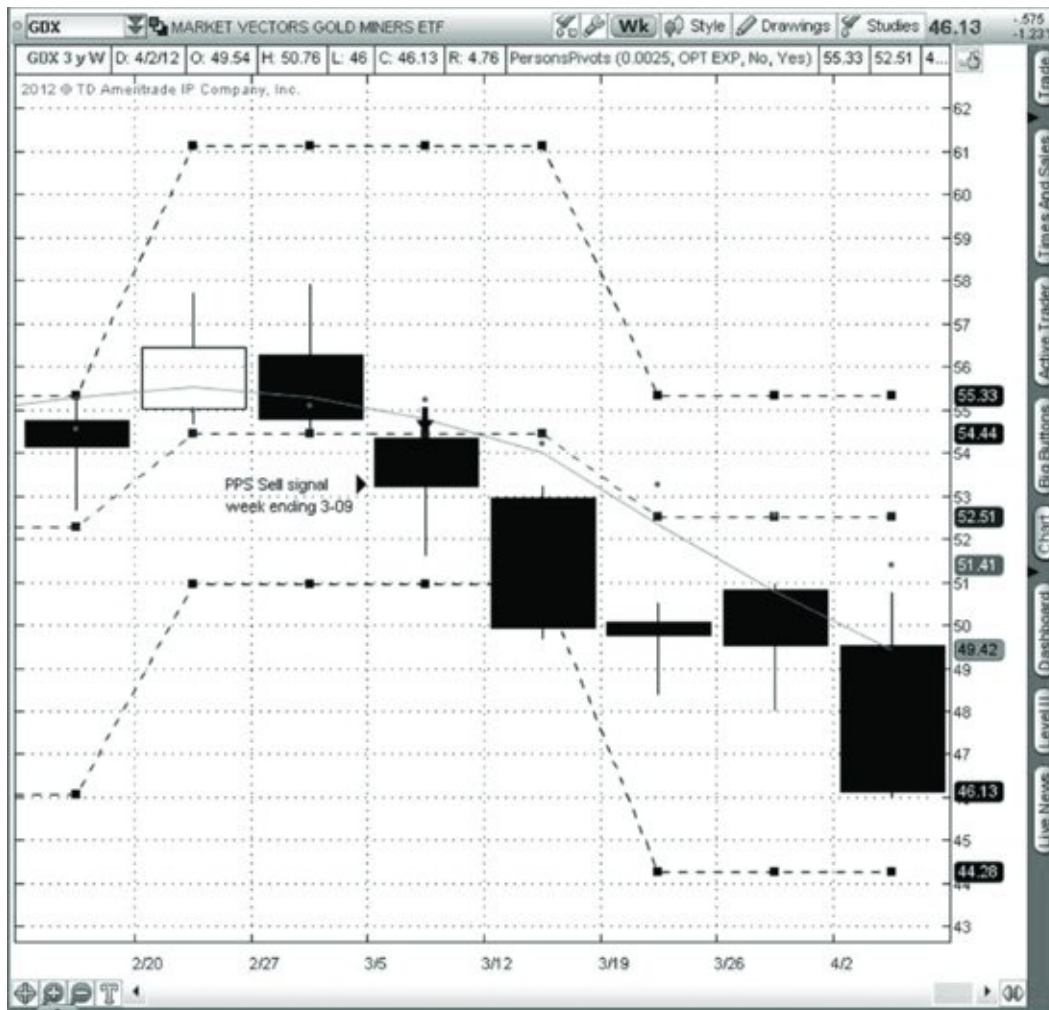 GDX MARKET VECTORS GOLD MINERS ETF Wk Style Drawings Studies 46.13 -.575
-1.23%
GDX 3 y W D: 4/2/12 O: 49.54 H: 50.76 L: 46 C: 46.13 R: 4.76 PersonsPivots (0.0025, OPT EXP, No, Yes) 55.33 52.51 4...
2012 © TD Ameritrade IP Company, Inc.
62
61
60
59
58
57
56
55.33
55
54.44
54
PPS Sell signal
week ending 3-09
53
52.51
52
51.41
51
50
49.42
49
48
47
46.13
45
44.28
44
43
2/20 2/27 3/5 3/12 3/19 3/26 4/2
T
Trade
Times And Sales
Active Trader
Big Buttons
Chart
Dashboard
Level II
Live News